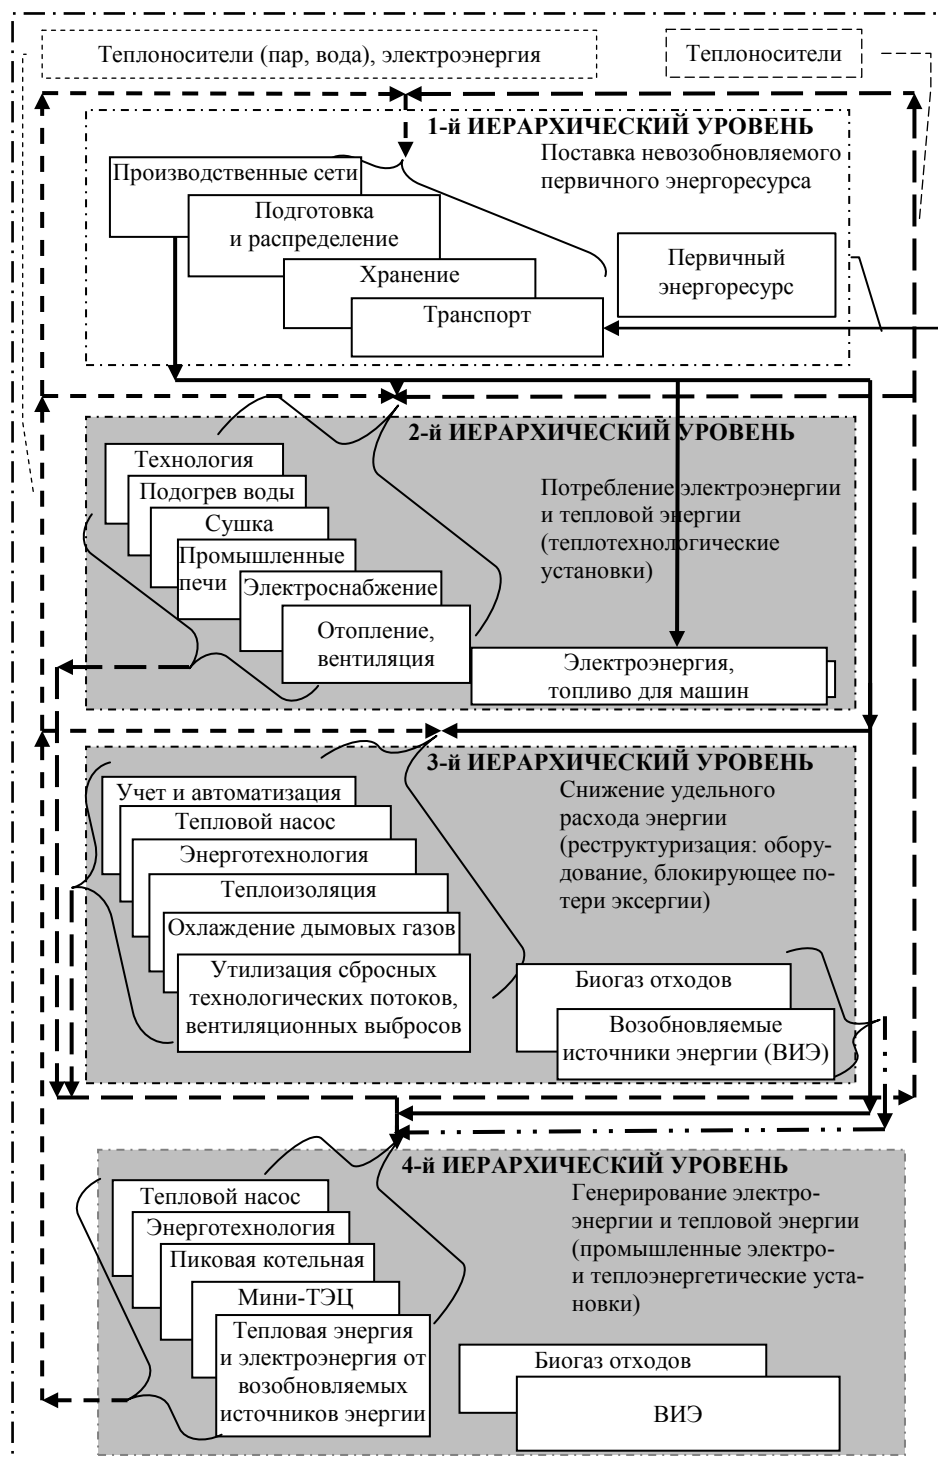 Теплоносители (пар, вода), электроэнергия
Теплоносители
1-й ИЕРАРХИЧЕСКИЙ УРОВЕНЬ
Поставка невозобновляемого
первичного энергоресурса
Производственные сети
Подготовка
и распределение
Хранение
Транспорт
Первичный
энергоресурс
2-й ИЕРАРХИЧЕСКИЙ УРОВЕНЬ
Технология
Подогрев воды
Сушка
Промышленные
печи
Электроснабжение
Отопление,
вентиляция
Потребление электроэнергии
и тепловой энергии
(теплотехнологические
установки)
Электроэнергия,
топливо для машин
3-й ИЕРАРХИЧЕСКИЙ УРОВЕНЬ
Учет и автоматизация
Тепловой насос
Энерготехнология
Теплоизоляция
Охлаждение дымовых газов
Утилизация сбросных
технологических потоков,
вентиляционных выбросов
Снижение удельного
расхода энергии
(реструктуризация: обору-
дование, блокирующее по-
тери эксергии)
Биогаз отходов
Возобновляемые
источники энергии (ВИЭ)
4-й ИЕРАРХИЧЕСКИЙ УРОВЕНЬ
Тепловой насос
Энерготехнология
Пиковая котельная
Мини-ТЭЦ
Тепловая энергия
и электроэнергия от
возобновляемых
источников энергии
Генерирование электро-
энергии и тепловой энергии
(промышленные электро-
и теплоэнергетические уста-
новки)
Биогаз отходов
ВИЭ